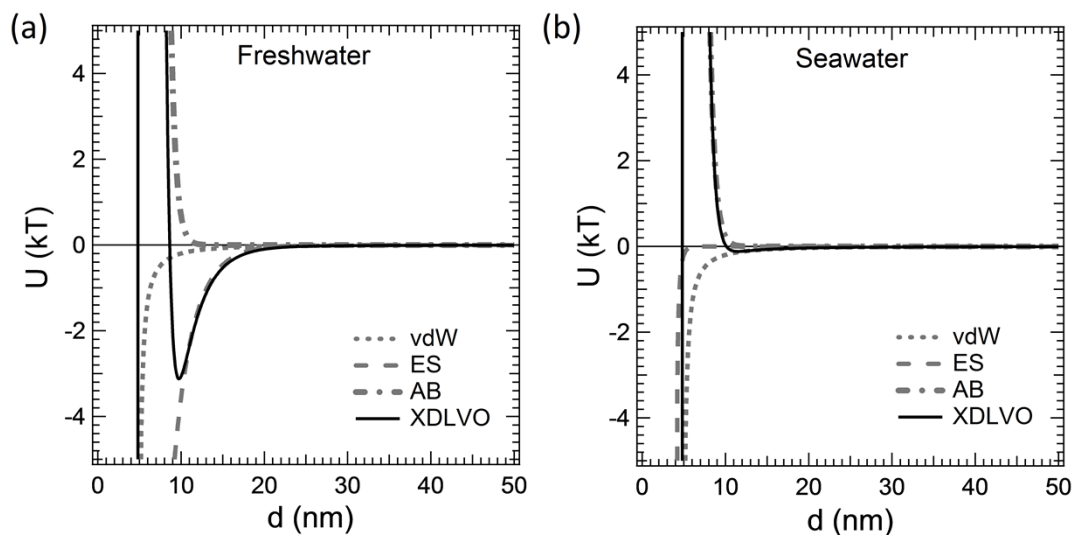 (a)
Freshwater
4
2
0
-2
-4
U (kT)
vdW
ES
AB
XDLVO
0 10 20 30 40 50
d (nm)
(b)
Seawater
4
2
0
-2
-4
U (kT)
vdW
ES
AB
XDLVO
0 10 20 30 40 50
d (nm)